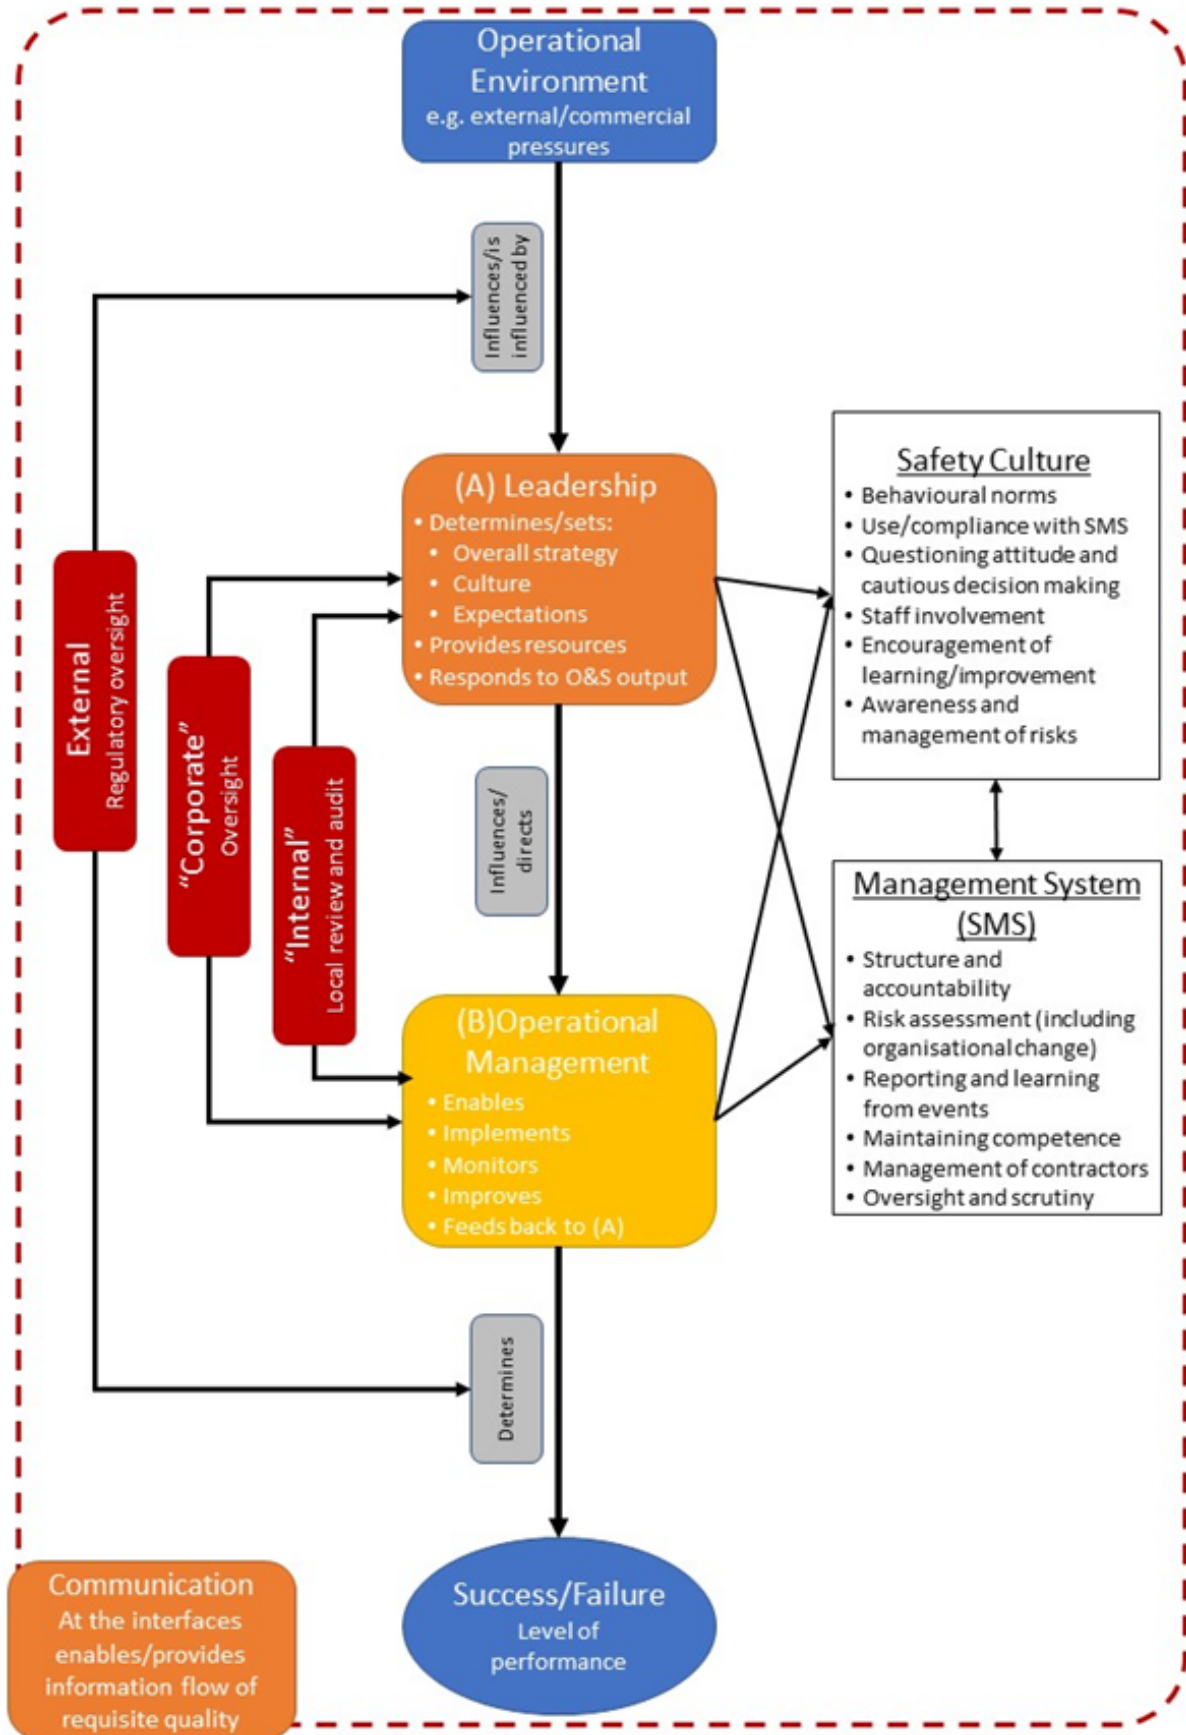 Operational
Environment
e.g. external/commercial
pressures
Influences/is
influenced by
(A) Leadership
• Determines/sets:
• Overall strategy
• Culture
• Expectations
• Provides resources
• Responds to O&S output
External
Regulatory oversight
“Corporate”
Oversight
“Internal”
Local review and audit
Influences/
directs
Safety Culture
• Behavioural norms
• Use/compliance with SMS
• Questioning attitude and
cautious decision making
• Staff involvement
• Encouragement of
learning/improvement
• Awareness and
management of risks
Management System
(SMS)
• Structure and
accountability
• Risk assessment (including
organisational change)
• Reporting and learning
from events
• Maintaining competence
• Management of contractors
• Oversight and scrutiny
(B)Operational
Management
• Enables
• Implements
• Monitors
• Improves
• Feeds back to (A)
Determines
Success/Failure
Level of
performance
Communication
At the interfaces
enables/provides
information flow of
requisite quality